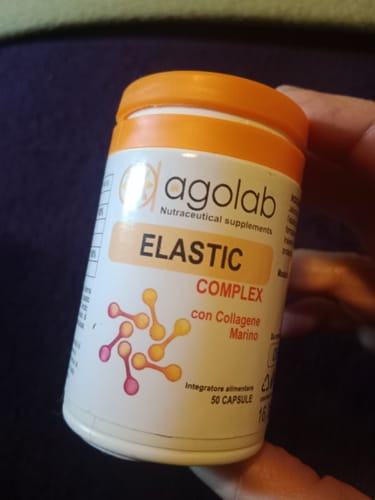 agolab
Nutraceutical supplements
ELASTIC
COMPLEX
con Collagene
Marino
Integratore alimentare
50 CAPSULE